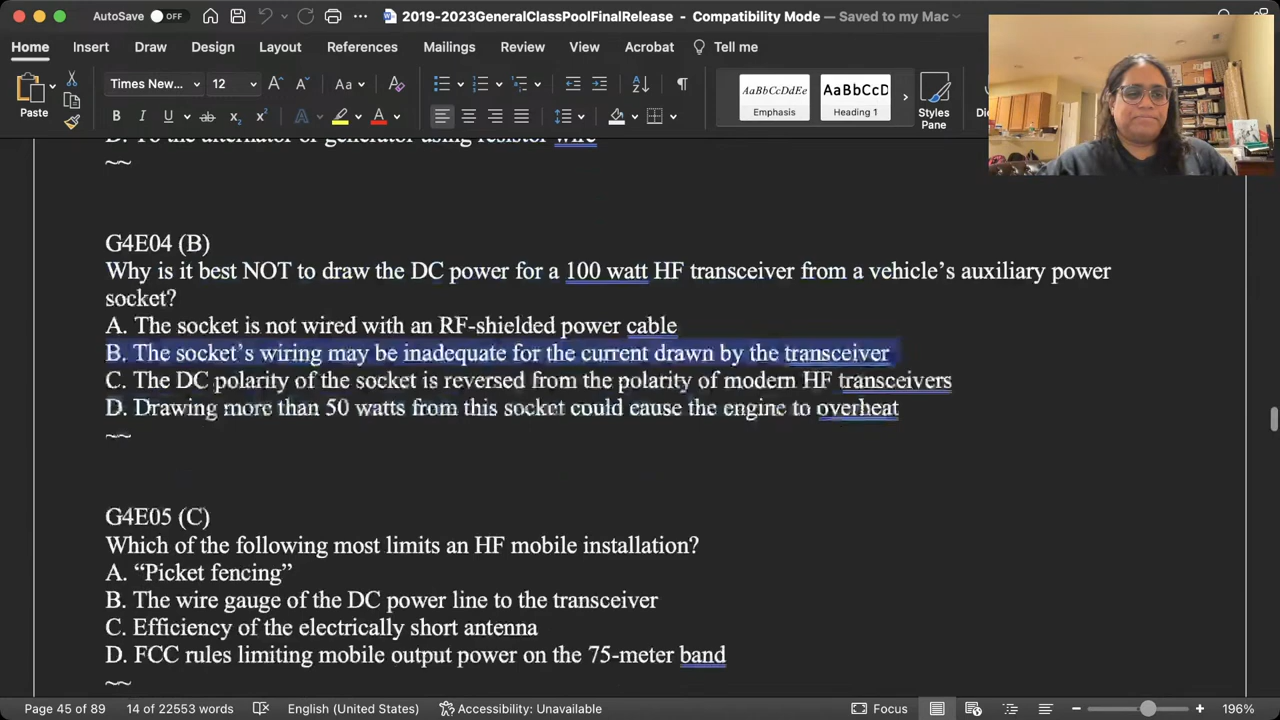 AutoSave OFF 2019-2023GeneralClassPoolFinalRelease - Compatibility Mode — Saved to my Mac
Home Insert Draw Design Layout References Mailings Review View Acrobat Tell me
Paste Times New... 12 Aa B I U ab x2 x2 A A
AaBbCcDdEe AaBbCcD
Emphasis Heading 1 Styles Pane
~~
G4E04 (B)
Why is it best NOT to draw the DC power for a 100 watt HF transceiver from a vehicle’s auxiliary power
socket?
A. The socket is not wired with an RF-shielded power cable
B. The socket’s wiring may be inadequate for the current drawn by the transceiver
C. The DC polarity of the socket is reversed from the polarity of modern HF transceivers
D. Drawing more than 50 watts from this socket could cause the engine to overheat
~~
G4E05 (C)
Which of the following most limits an HF mobile installation?
A. “Picket fencing”
B. The wire gauge of the DC power line to the transceiver
C. Efficiency of the electrically short antenna
D. FCC rules limiting mobile output power on the 75-meter band
~~
Page 45 of 89 14 of 22553 words English (United States) Accessibility: Unavailable Focus 196%